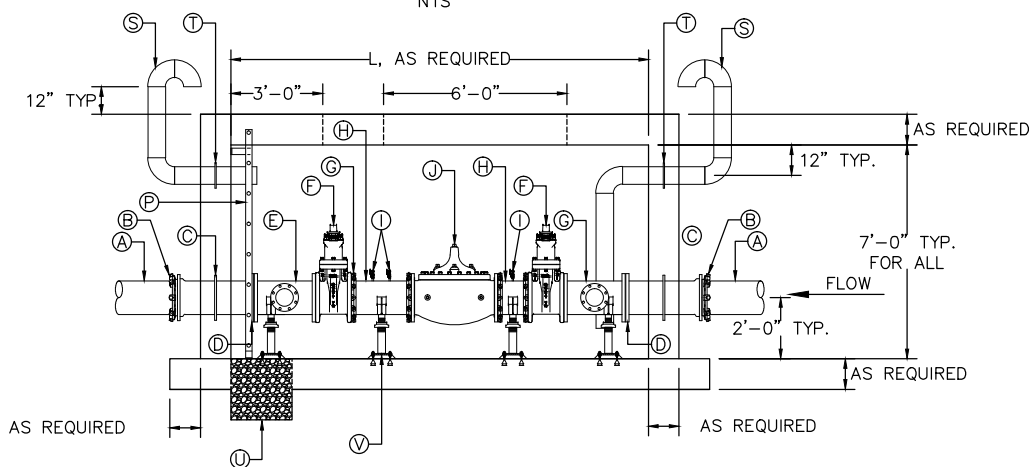 NTS
S
T
T
S
L, AS REQUIRED
12" TYP
3'-0"
6'-0"
AS REQUIRED
H
12" TYP.
G
J
H
F
F
P
I
I
G
E
B
C
C
B
A
A
7'-0" TYP.
FOR ALL
FLOW
2'-0" TYP.
D
D
AS REQUIRED
AS REQUIRED
AS REQUIRED
U
V